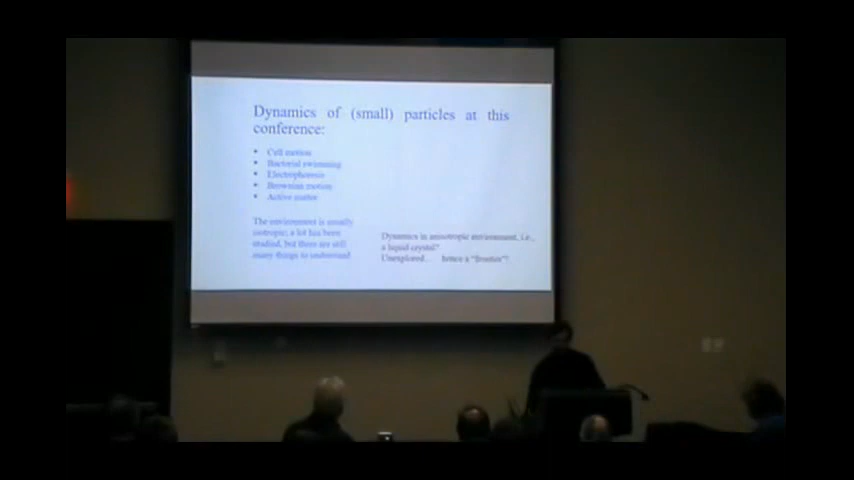 Dynamics of (small) particles at this
conference:
• Cell motion
• Bacterial swimming
• Electrophoresis
• Brownian motion
• Active matter
The environment is usually
isotropic; a lot has been
studied, but there are still
many things to understand
Dynamics in anisotropic environment, i.e.,
a liquid crystal?
Unexplored... hence a "frontier"?